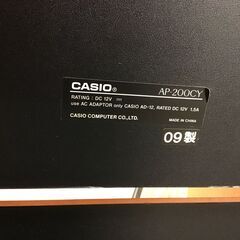 CASIO® AP-200CY
RATING : DC 12V ⎓
use AC ADAPTOR only CASIO AD-12, RATED DC 12V 1.5A
CASIO COMPUTER CO.,LTD.
MADE IN CHINA
09製